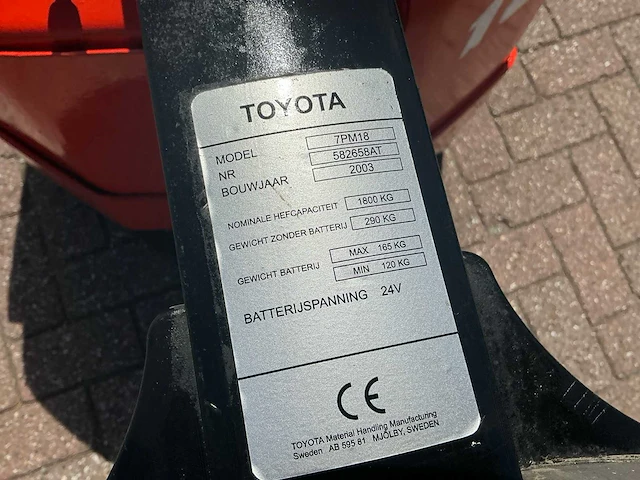 TOYOTA
MODEL 7PM18
NR 582658AT
BOUWJAAR 2003
NOMINALE HEFCAPACITEIT 1800 KG
GEWICHT ZONDER BATTERIJ 290 KG
GEWICHT BATTERIJ MAX 165 KG
MIN 120 KG
BATTERIJSPANNING 24V
CE
TOYOTA Material Handling Manufacturing
Sweden AB 595 81 MJÖLBY, SWEDEN